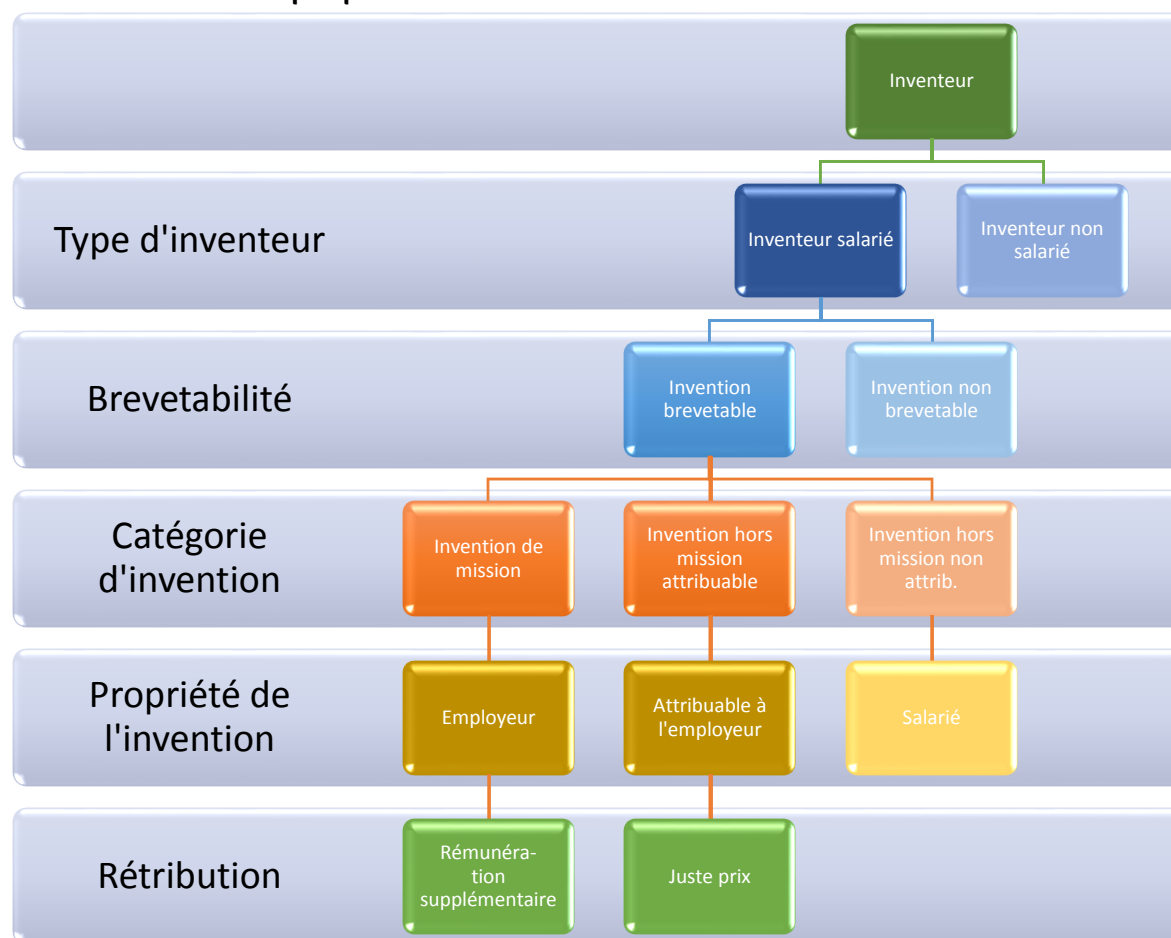 Inventeur
Type d'inventeur
Inventeur salarié
Inventeur non
salarié
Brevetabilité
Invention
brevetable
Invention non
brevetable
Catégorie
d'invention
Invention de
mission
Invention hors
mission
attribuable
Invention hors
mission non
attrib.
Propriété de
l'invention
Employeur
Attribuable à
l'employeur
Salarié
Rétribution
Rémunéra-
tion
supplémentaire
Juste prix